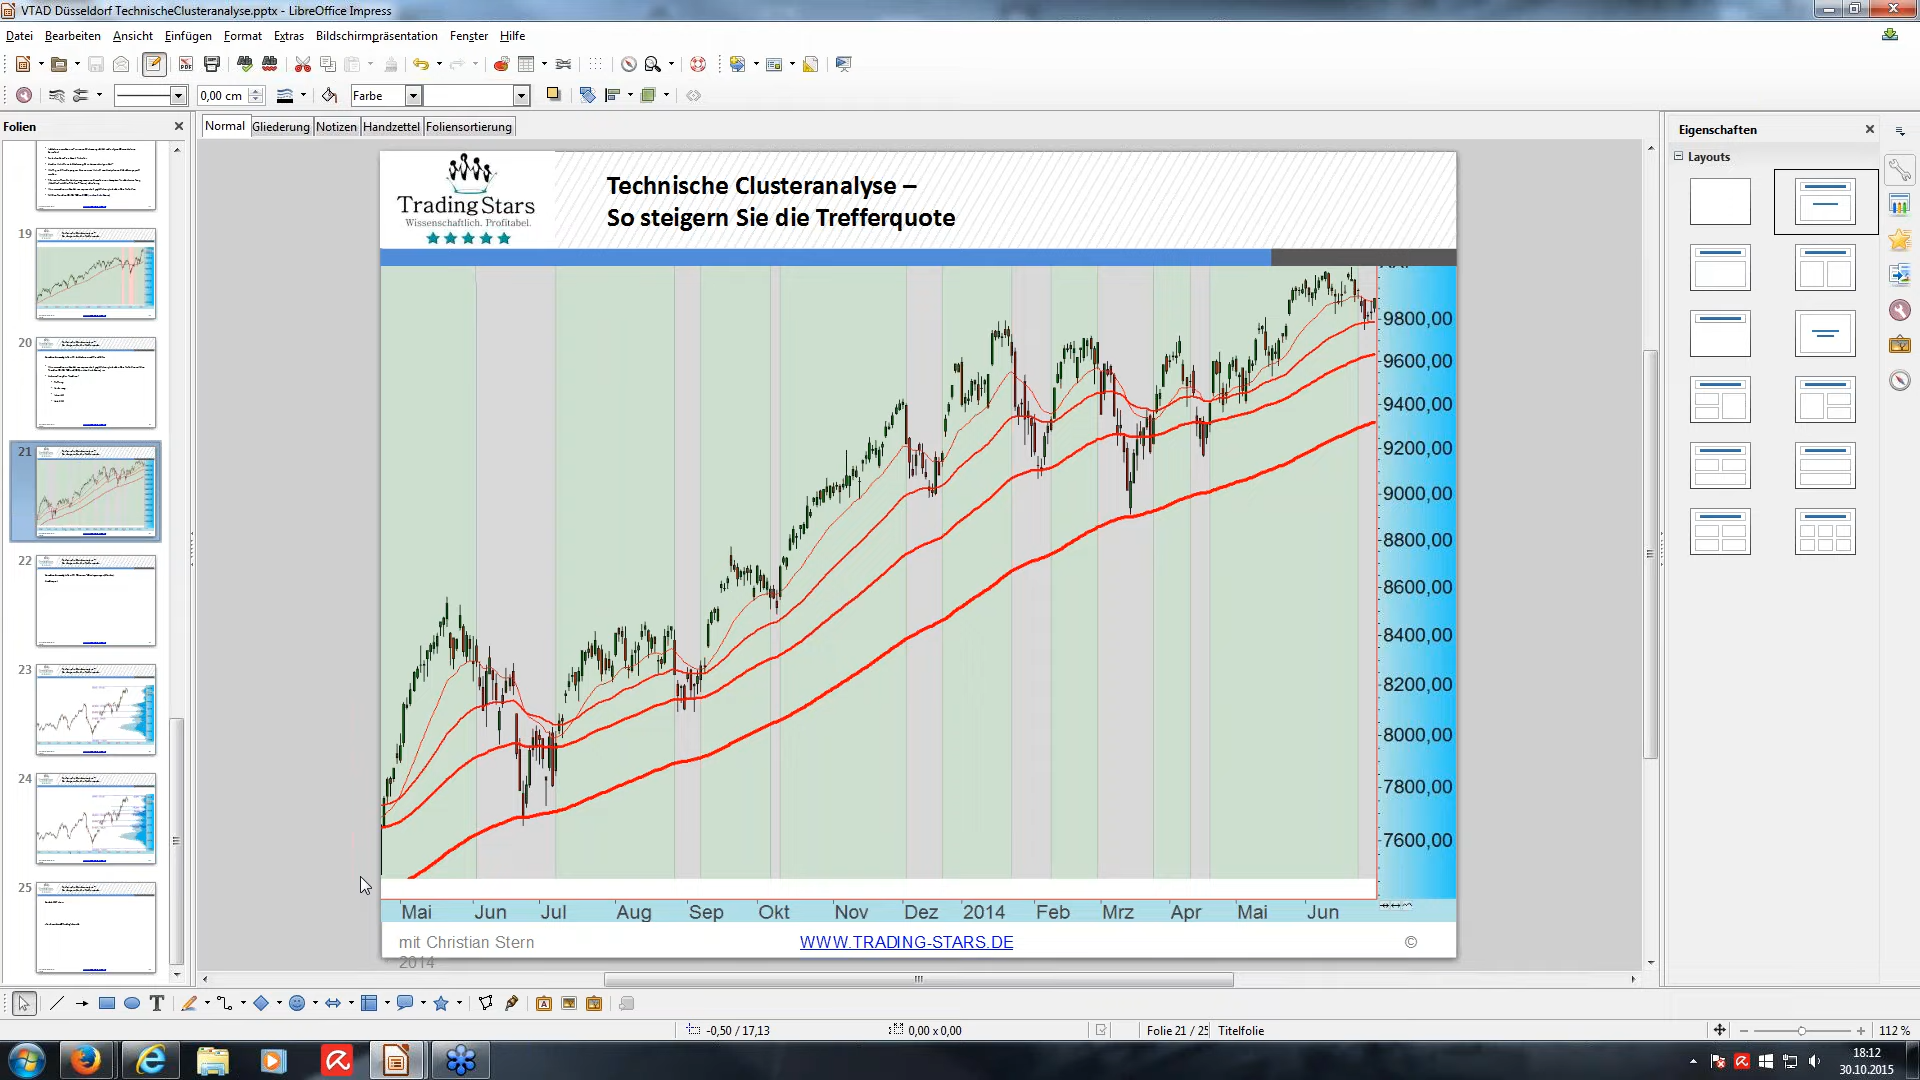 VTAD Düsseldorf TechnischeClusteranalyse.pptx - LibreOffice Impress
Datei Bearbeiten Ansicht Einfügen Format Extras Bildschirmpräsentation Fenster Hilfe
0,00 cm Farbe
Folien
Normal Gliederung Notizen Handzettel Foliensortierung
Eigenschaften
Layouts
19
20
21
22
23
24
25
Trading Stars
Wissenschaftlich. Profitabel.
Technische Clusteranalyse –
So steigern Sie die Trefferquote
9800,00
9600,00
9400,00
9200,00
9000,00
8800,00
8600,00
8400,00
8200,00
8000,00
7800,00
7600,00
Mai Jun Jul Aug Sep Okt Nov Dez 2014 Feb Mrz Apr Mai Jun
mit Christian Stern
2014
WWW.TRADING-STARS.DE
©
-0,50 / 17,13 0,00 x 0,00 Folie 21 / 25 Titelfolie 112 %
18:12
30.10.2015